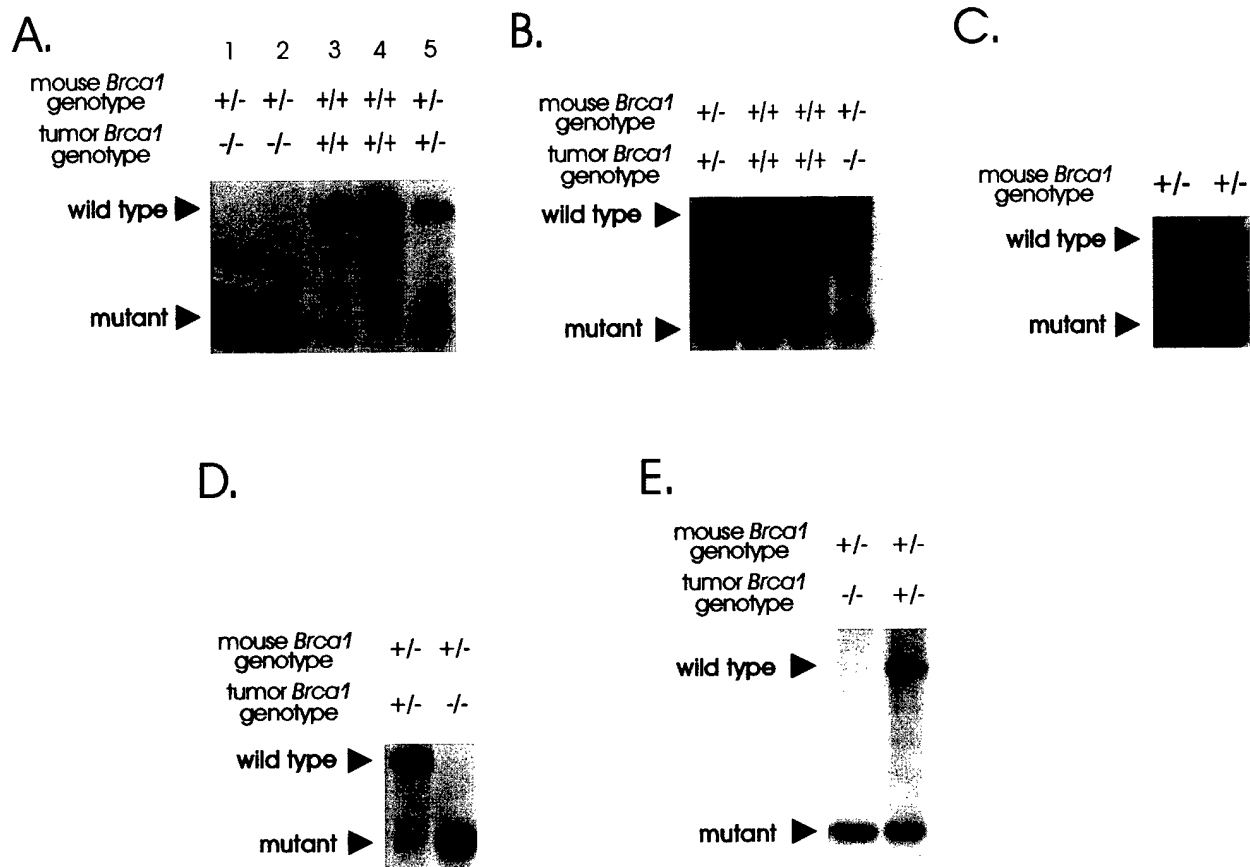 A.
1 2 3 4 5
mouse Brca1
genotype
+/- +/- +/+ +/+ +/-
tumor Brca1
genotype
-/- -/- +/+ +/+ +/-
wild type
mutant
B.
mouse Brca1
genotype
+/- +/+ +/+ +/-
tumor Brca1
genotype
+/- +/+ +/+ -/-
wild type
mutant
C.
mouse Brca1
genotype
+/- +/-
wild type
mutant
D.
mouse Brca1
genotype
+/- +/-
tumor Brca1
genotype
+/- -/-
wild type
mutant
E.
mouse Brca1
genotype
+/- +/-
tumor Brca1
genotype
-/- +/-
wild type
mutant